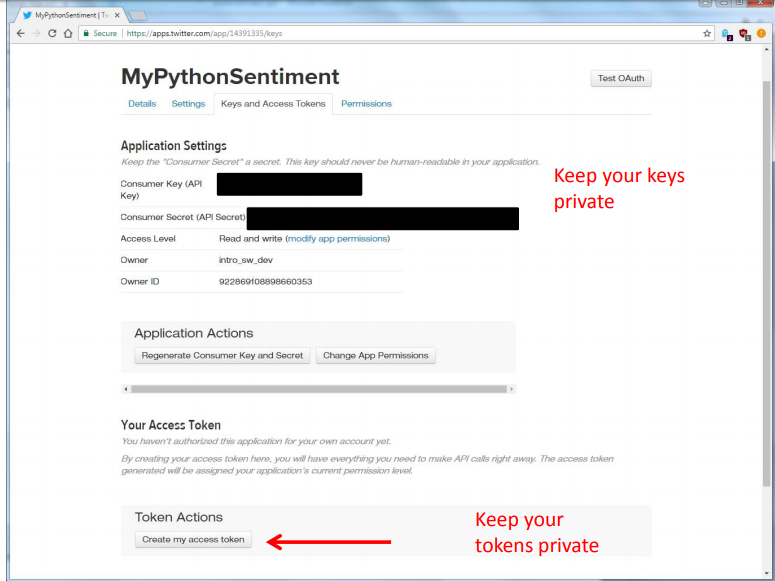 MyPythonSentiment | Tw
Secure | https://apps.twitter.com/app/14391335/keys
MyPythonSentiment
Test OAuth
Details Settings Keys and Access Tokens Permissions
Application Settings
Keep the "Consumer Secret" a secret. This key should never be human-readable in your application.
Keep your keys
private
Consumer Key (API
Key)
Consumer Secret (API Secret)
Access Level Read and write (modify app permissions)
Owner intro_sw_dev
Owner ID 922869108898660353
Application Actions
Regenerate Consumer Key and Secret Change App Permissions
Your Access Token
You haven't authorized this application for your own account yet.
By creating your access token here, you will have everything you need to make API calls right away. The access token
generated will be assigned your application's current permission level.
Token Actions
Create my access token
Keep your
tokens private